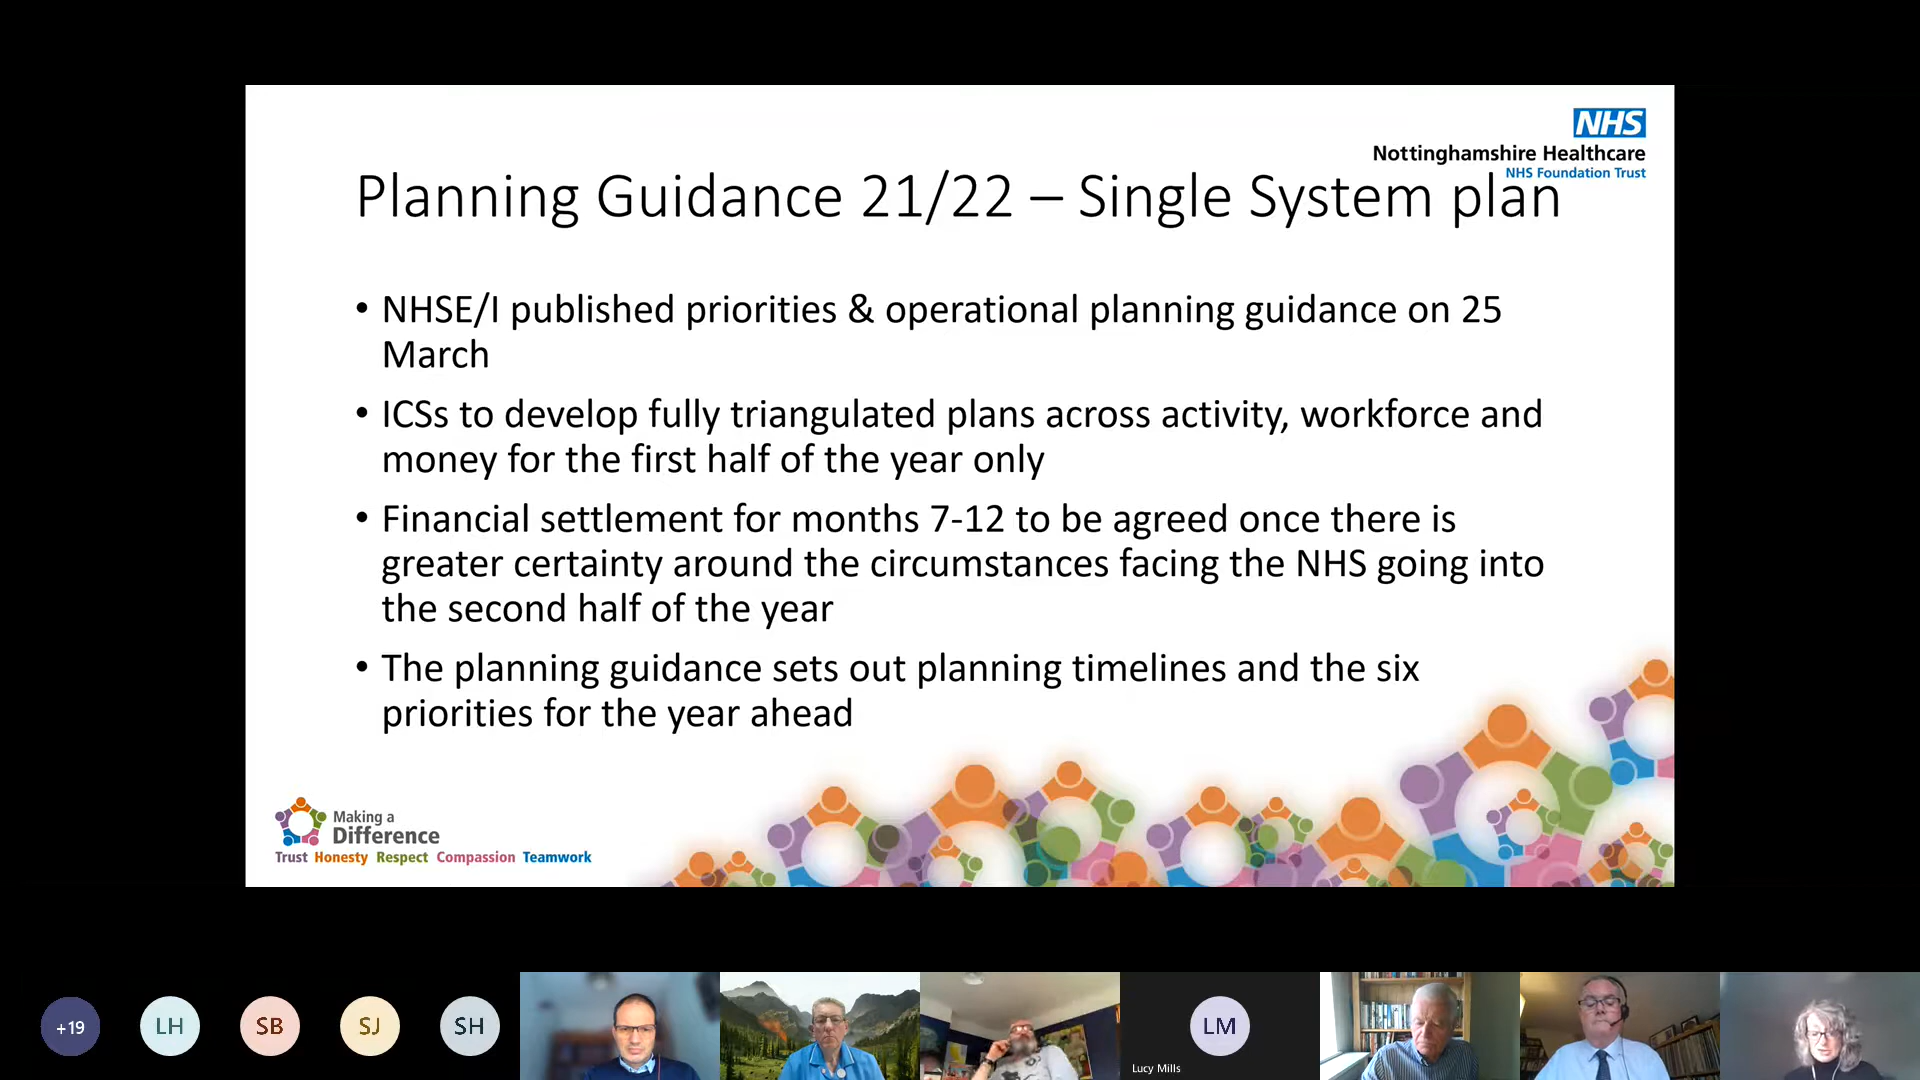 NHS
Nottinghamshire Healthcare
NHS Foundation Trust
Planning Guidance 21/22 – Single System plan
• NHSE/I published priorities & operational planning guidance on 25
March
• ICSs to develop fully triangulated plans across activity, workforce and
money for the first half of the year only
• Financial settlement for months 7-12 to be agreed once there is
greater certainty around the circumstances facing the NHS going into
the second half of the year
• The planning guidance sets out planning timelines and the six
priorities for the year ahead
Making a
Difference
Trust Honesty Respect Compassion Teamwork
+19
LH
SB
SJ
SH
LM
Lucy Mills